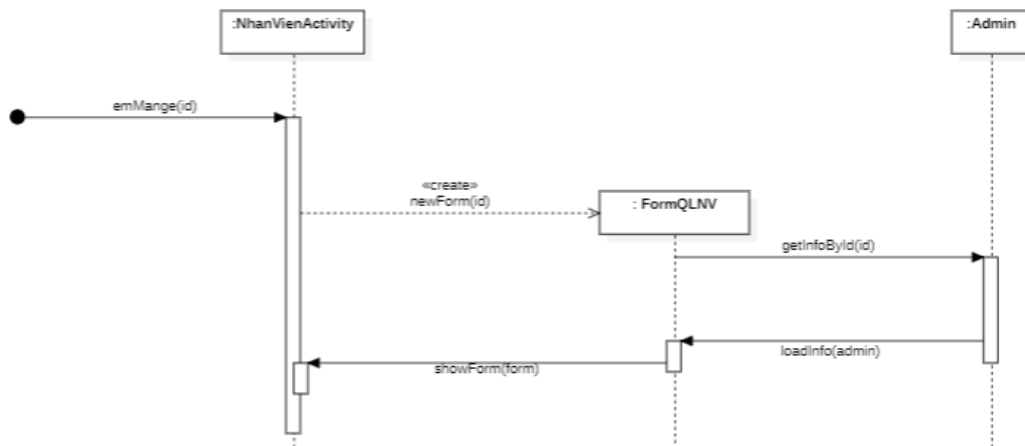 :NhanVienActivity
:Admin
emMange(id)
«create»
newForm(id)
: FormQLNV
getInfoById(id)
loadInfo(admin)
showForm(form)